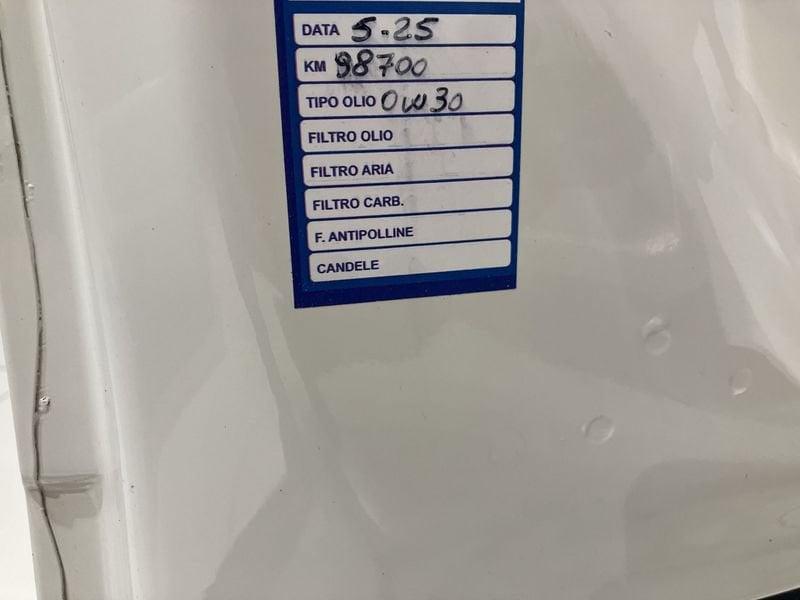 DATA 5-25
KM 98700
TIPO OLIO 0W30
FILTRO OLIO
FILTRO ARIA
FILTRO CARB.
F. ANTIPOLLINE
CANDELE